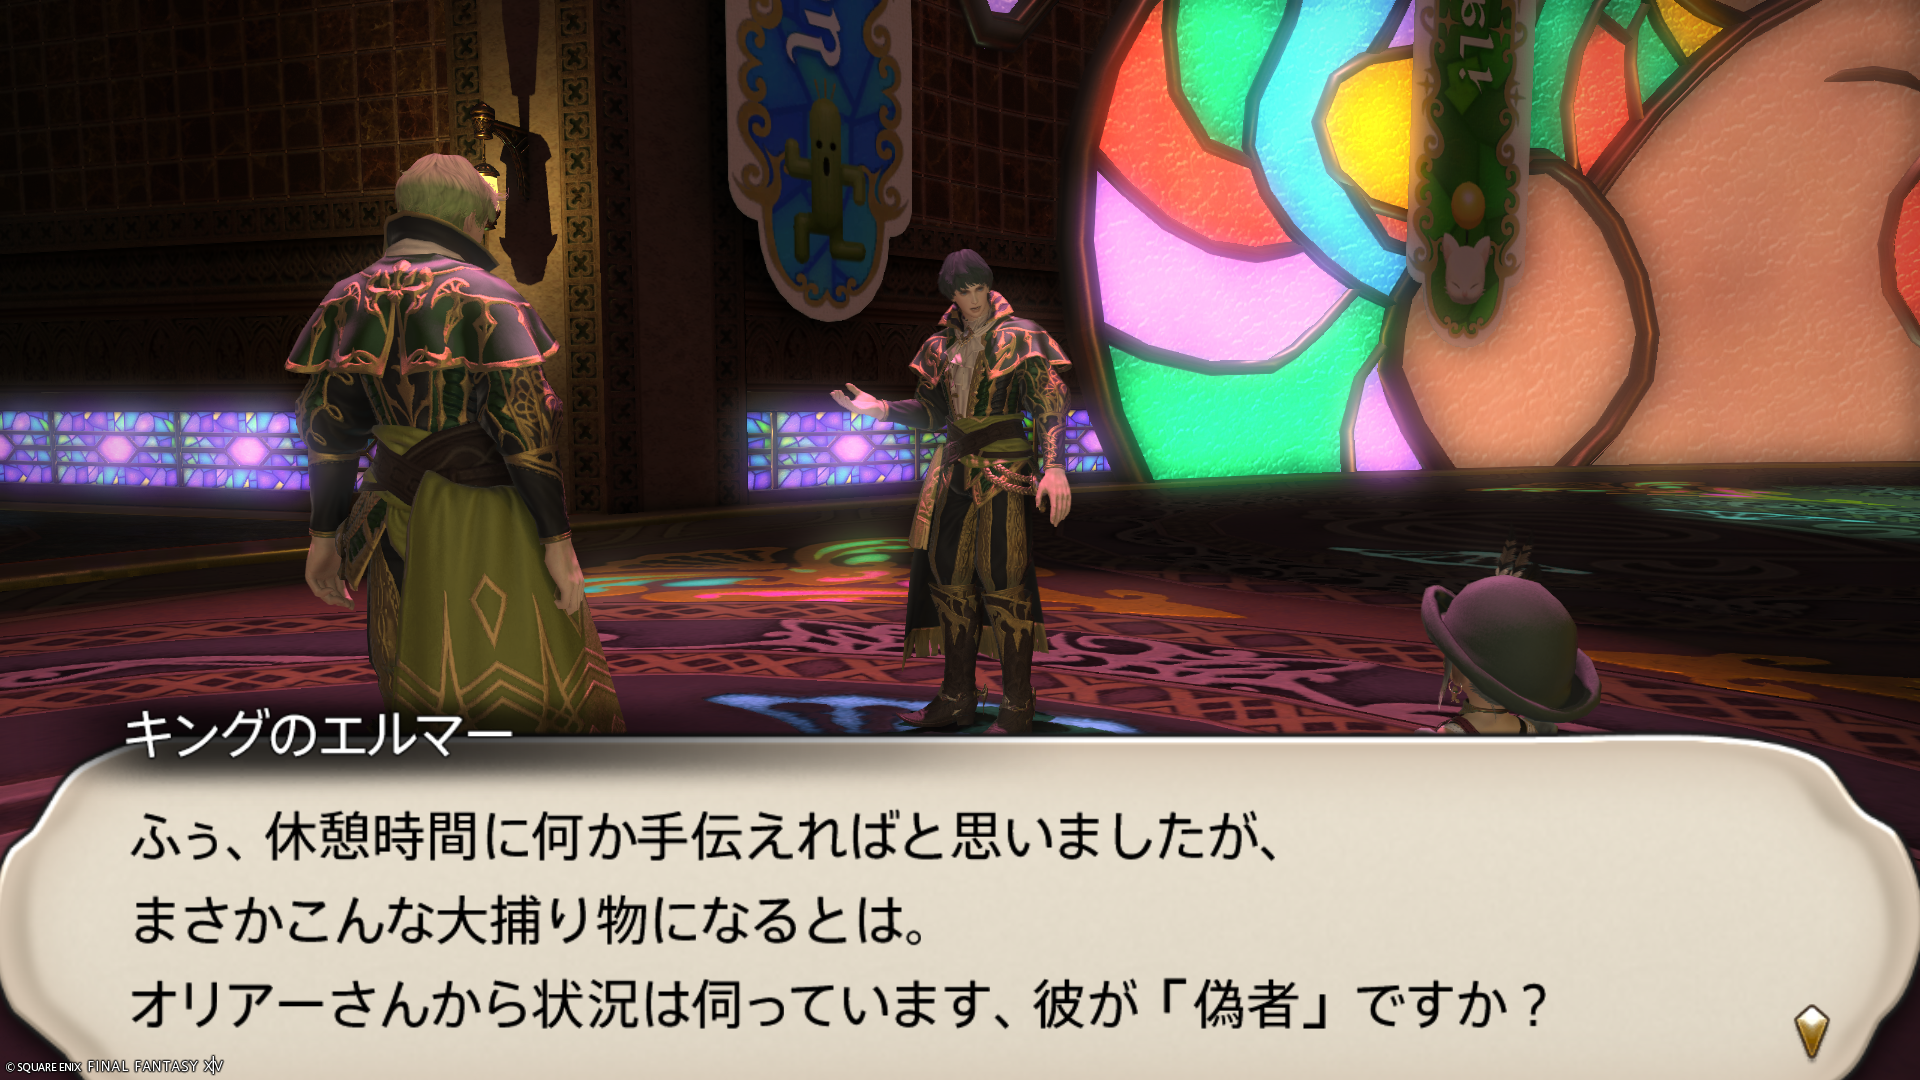 キングのエルマー
ふぅ、休憩時間に何か手伝えればと思いましたが、
まさかこんな大捕り物になるとは。
オリアーさんから状況は伺っています、彼が「偽者」ですか？
© SQUARE ENIX FINAL FANTASY XIV